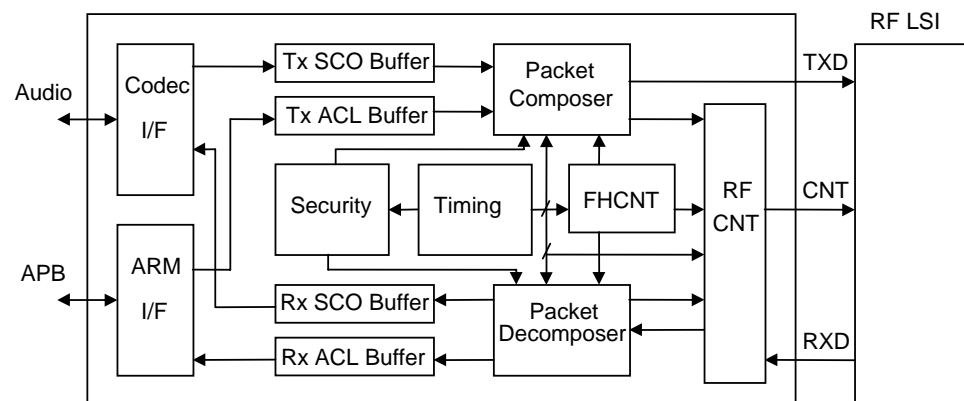 RF LSI
Tx SCO Buffer
TXD
Codec
I/F
Packet
Composer
Audio
Tx ACL Buffer
Security
Timing
FHCNT
RF
CNT
CNT
APB
ARM
I/F
Rx SCO Buffer
Packet
Decomposer
Rx ACL Buffer
RXD